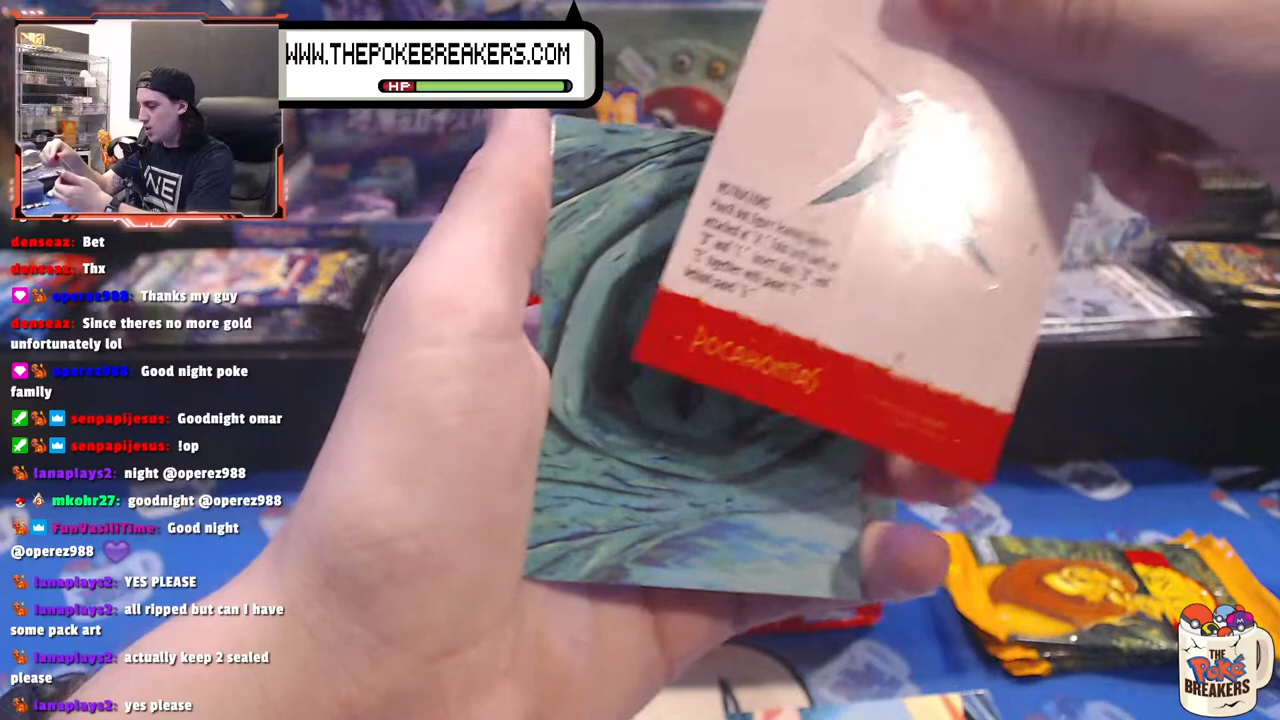 WWW.THEPOKEBREAKERS.COM
HP
denseaz: Bet
denseaz: Thx
operez988: Thanks my guy
denseaz: Since theres no more gold
unfortunately lol
operez988: Good night poke
family
senpapijesus: Goodnight omar
senpapijesus: !op
lanaplays2: night @operez988
mkohr27: goodnight @operez988
FunVasiliTime: Good night
@operez988
lanaplays2: YES PLEASE
lanaplays2: all ripped but can I have
some pack art
lanaplays2: actually keep 2 sealed
please
lanaplays2: yes please
POCAHONTAS
THE
Poké
BREAKERS